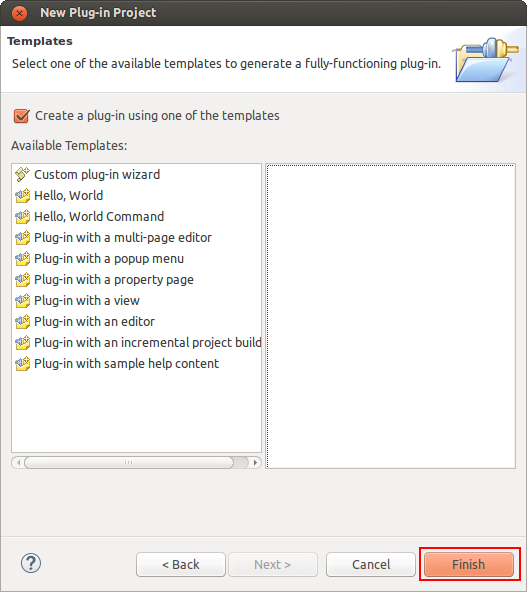 New Plug-in Project
Templates
Select one of the available templates to generate a fully-functioning plug-in.
Create a plug-in using one of the templates
Available Templates:
Custom plug-in wizard
Hello, World
Hello, World Command
Plug-in with a multi-page editor
Plug-in with a popup menu
Plug-in with a property page
Plug-in with a view
Plug-in with an editor
Plug-in with an incremental project build
Plug-in with sample help content
?
< Back
Next >
Cancel
Finish